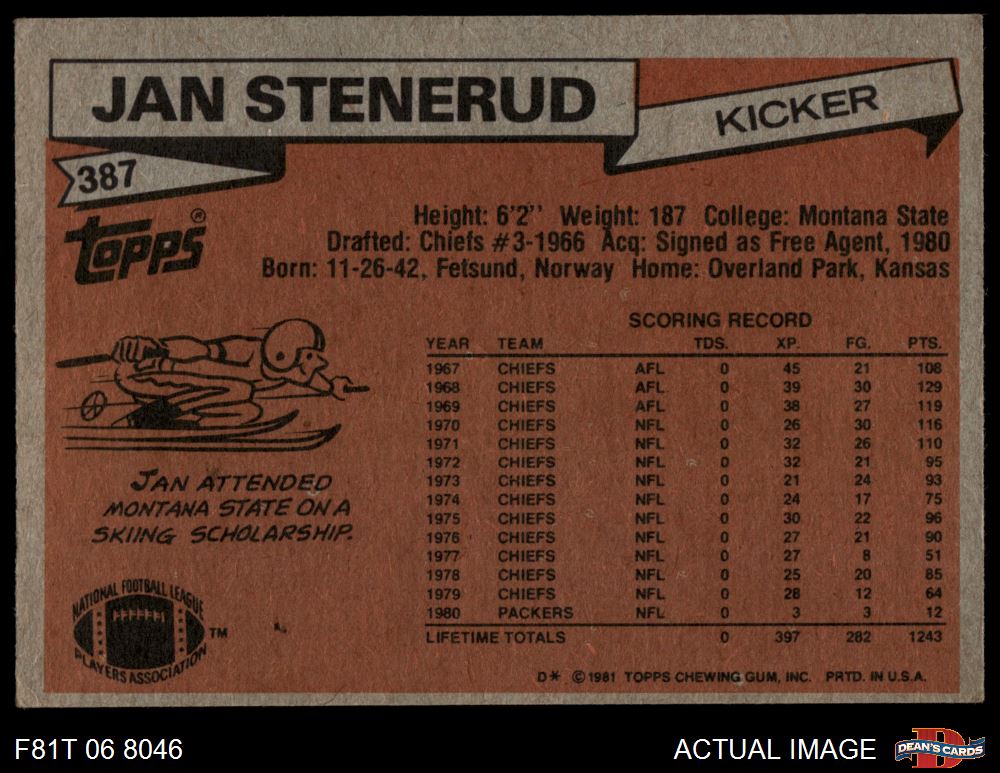 JAN STENERUD
KICKER
387
topps®
Height: 6'2" Weight: 187 College: Montana State
Drafted: Chiefs #3-1966 Acq: Signed as Free Agent, 1980
Born: 11-26-42, Fetsund, Norway Home: Overland Park, Kansas
SCORING RECORD
YEAR TEAM TDS. XP. FG. PTS.
1967 CHIEFS AFL 0 45 21 108
1968 CHIEFS AFL 0 39 30 129
1969 CHIEFS AFL 0 38 27 119
1970 CHIEFS NFL 0 26 30 116
1971 CHIEFS NFL 0 32 26 110
1972 CHIEFS NFL 0 32 21 95
1973 CHIEFS NFL 0 21 24 93
1974 CHIEFS NFL 0 24 17 75
1975 CHIEFS NFL 0 30 22 96
1976 CHIEFS NFL 0 27 21 90
1977 CHIEFS NFL 0 27 8 51
1978 CHIEFS NFL 0 25 20 85
1979 CHIEFS NFL 0 28 12 64
1980 PACKERS NFL 0 3 3 12
LIFETIME TOTALS 0 397 282 1243
JAN ATTENDED
MONTANA STATE ON A
SKIING SCHOLARSHIP.
NATIONAL FOOTBALL LEAGUE
PLAYERS ASSOCIATION TM
D* © 1981 TOPPS CHEWING GUM, INC. PRTD. IN U.S.A.
F81T 06 8046
ACTUAL IMAGE
D
DEAN'S CARDS